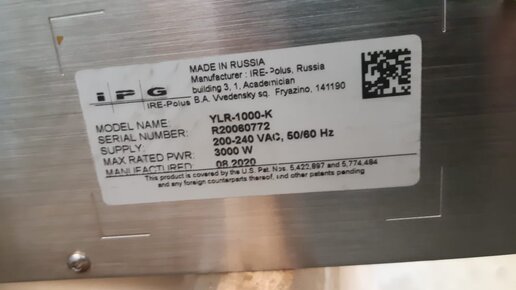 MADE IN RUSSIA
Manufacturer : IRE-Polus, Russia
building 3, 1, Academician
B.A. Vvedensky sq. Fryazino, 141190
IPG
IRE-Polus
MODEL NAME: YLR-1000-K
SERIAL NUMBER: R20060772
SUPPLY: 200-240 VAC, 50/60 Hz
MAX RATED PWR: 3000 W
MANUFACTURED: 08.2020
This product is covered by the U.S. Pat. Nos. 5,422,897 and 5,774,484
and any foreign counterparts thereof, and other patents pending